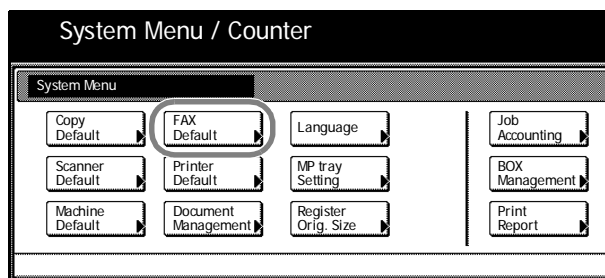 System Menu / Counter
System Menu
Copy
Default
FAX
Default
Language
Job
Accounting
Scanner
Default
Printer
Default
MP tray
Setting
BOX
Management
Machine
Default
Document
Management
Register
Orig. Size
Print
Report